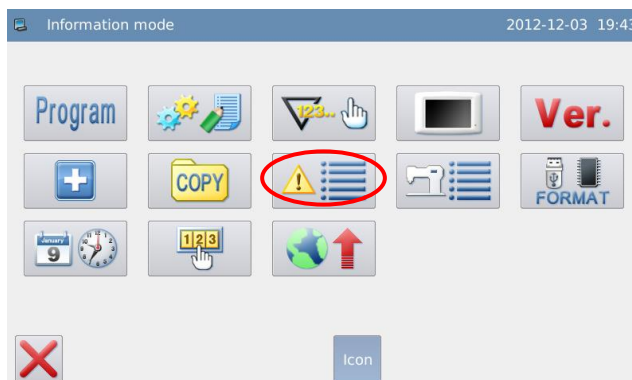 Information mode 2012-12-03 19:43
Program 123.. Ver.
COPY FORMAT
January 9 123
Icon